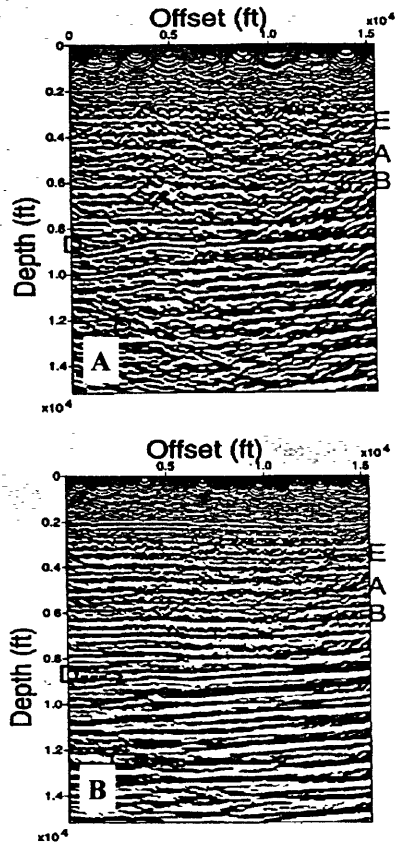 Offset (ft)
x10⁴
0 0.5 1.0 1.5
0
0.2
0.4
0.6
0.8
1.0
1.2
1.4
x10⁴
Depth (ft)
E
A
B
D
A
Offset (ft)
x10⁴
0.5 1.0 1.5
0
0.2
0.4
0.6
0.8
1.0
1.2
1.4
x10⁴
Depth (ft)
E
A
B
D
B